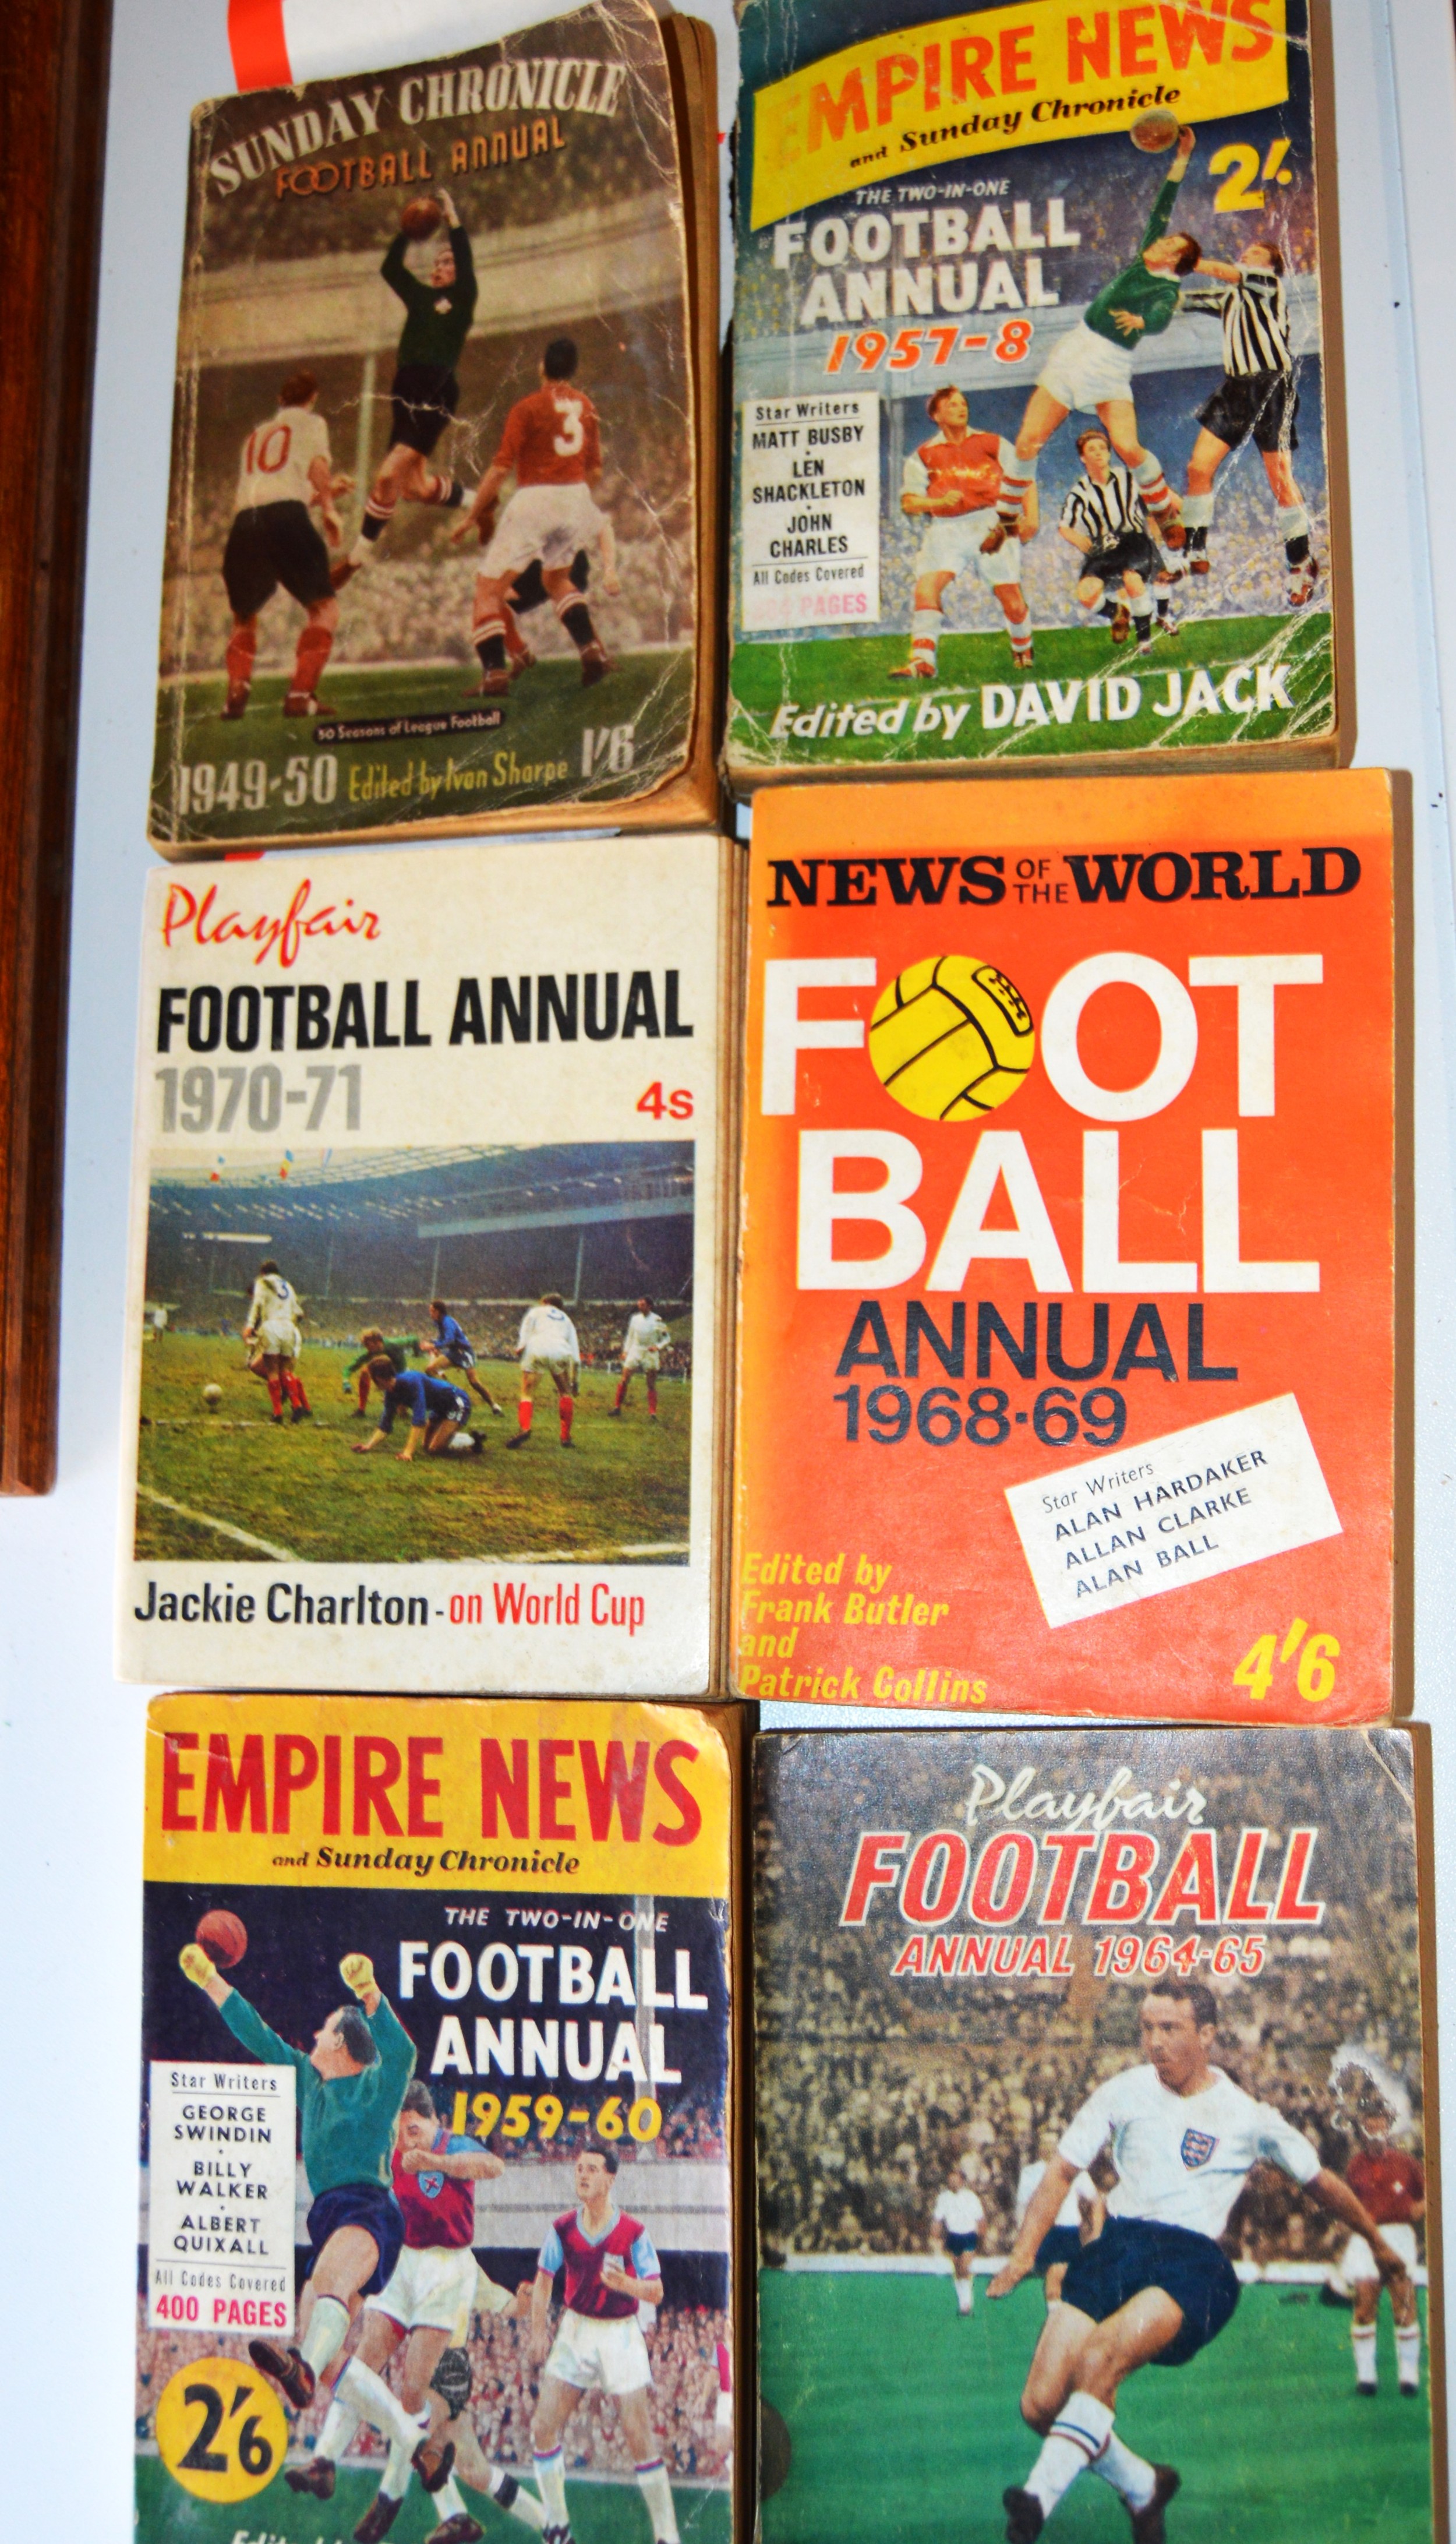 SUNDAY CHRONICLE
FOOTBALL ANNUAL
10
3
50 Seasons of League Football
1949-50 Edited by Ivan Sharpe 1'6
EMPIRE NEWS
and Sunday Chronicle
2/.
THE TWO-IN-ONE
FOOTBALL
ANNUAL
1957-8
Star Writers
MATT BUSBY
LEN
SHACKLETON
JOHN
CHARLES
All Codes Covered
PAGES
Edited by DAVID JACK
Playfair
FOOTBALL ANNUAL
1970-71
4s
3
5
Jackie Charlton - on World Cup
NEWS OF THE WORLD
FOOT
BALL
ANNUAL
1968-69
Star Writers
ALAN HARDAKER
ALLAN CLARKE
ALAN BALL
Edited by
Frank Butler
and
Patrick Collins
4'6
EMPIRE NEWS
and Sunday Chronicle
THE TWO-IN-ONE
FOOTBALL
ANNUAL
1959-60
Star Writers
GEORGE
SWINDIN
BILLY
WALKER
ALBERT
QUIXALL
All Codes Covered
400 PAGES
2'6
Playfair
FOOTBALL
ANNUAL 1964-65